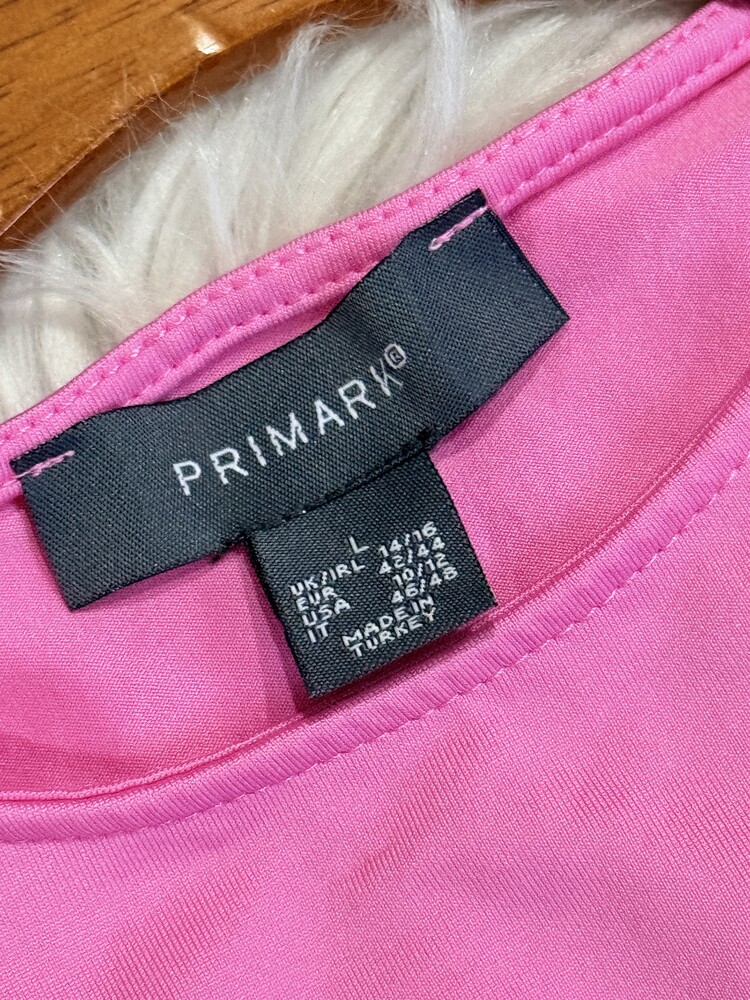 PRIMARK®
L
UK/IRL 14/16
EUR 42/44
USA 10/12
IT 46/48
MADE IN
TURKEY